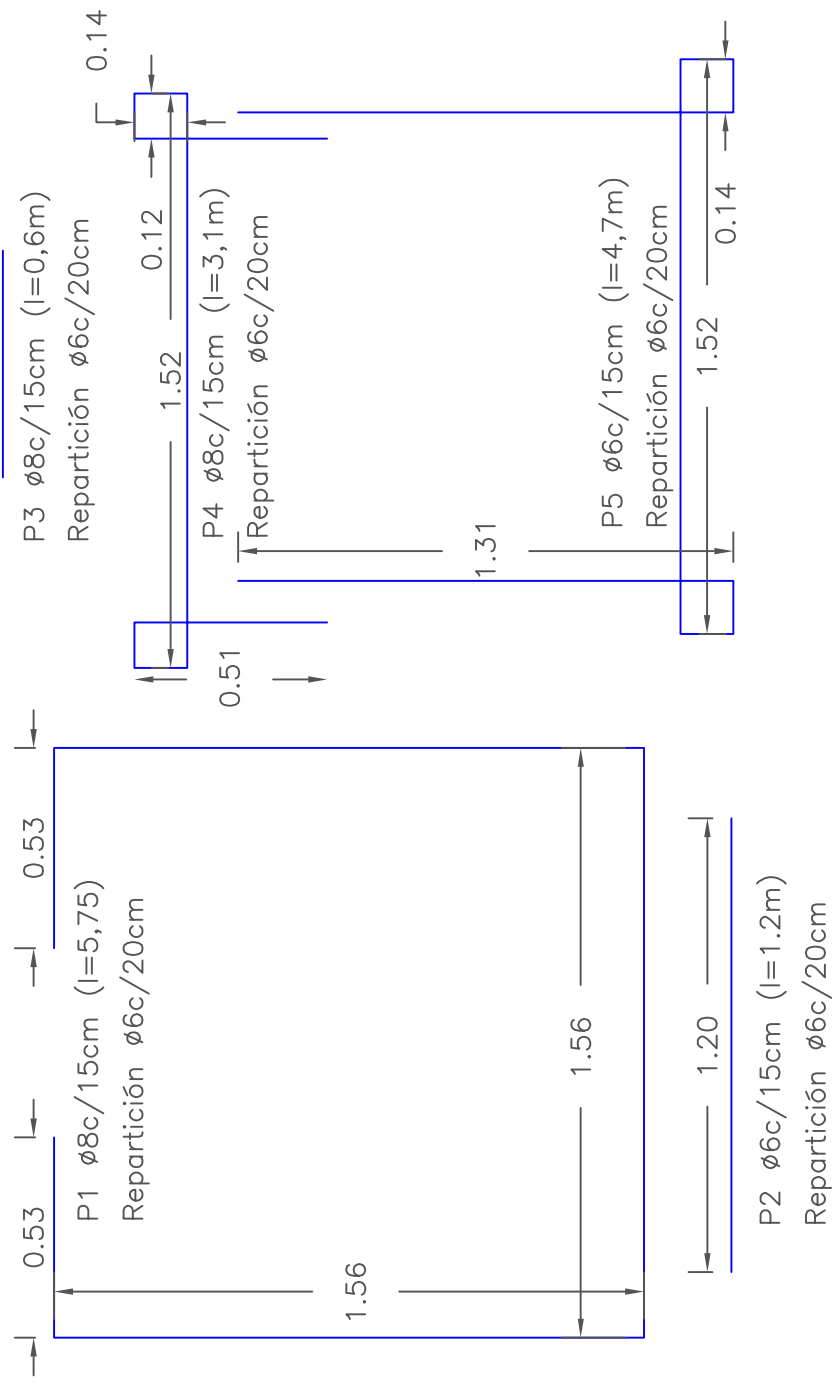 0.53
0.53
P1 ø8c/15cm (l=5,75)
Repartición ø6c/20cm
1.56
1.56
1.20
P2 ø6c/15cm (l=1.2m)
Repartición ø6c/20cm
P3 ø8c/15cm (l=0,6m)
Repartición ø6c/20cm
0.14
0.12
1.52
0.51
P4 ø8c/15cm (l=3,1m)
Repartición ø6c/20cm
1.31
P5 ø6c/15cm (l=4,7m)
Repartición ø6c/20cm
1.52
0.14